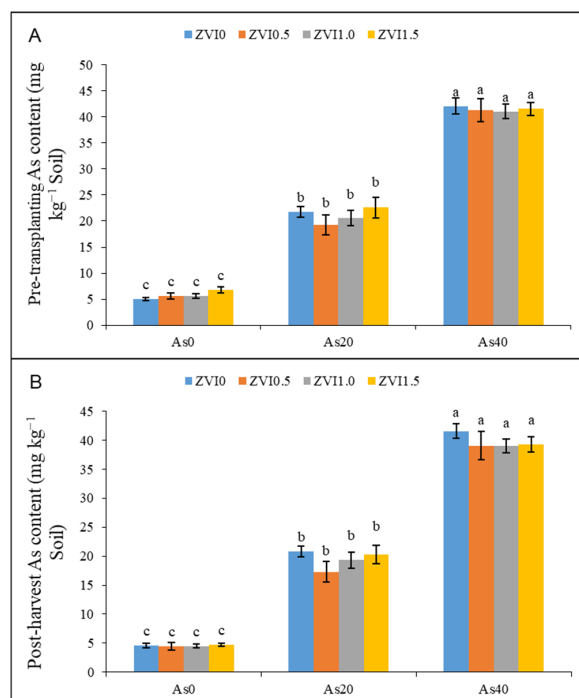 A
ZVI0 ZVI0.5 ZVI1.0 ZVI1.5
Pre-transplanting As content (mg
kg⁻¹ Soil)
50
45
40
35
30
25
20
15
10
5
0
c c c c
b b b b
a a a a
As0 As20 As40
B
ZVI0 ZVI0.5 ZVI1.0 ZVI1.5
Post-harvest As content (mg kg⁻¹
Soil)
45
40
35
30
25
20
15
10
5
0
c c c c
b b b b
a a a a
As0 As20 As40